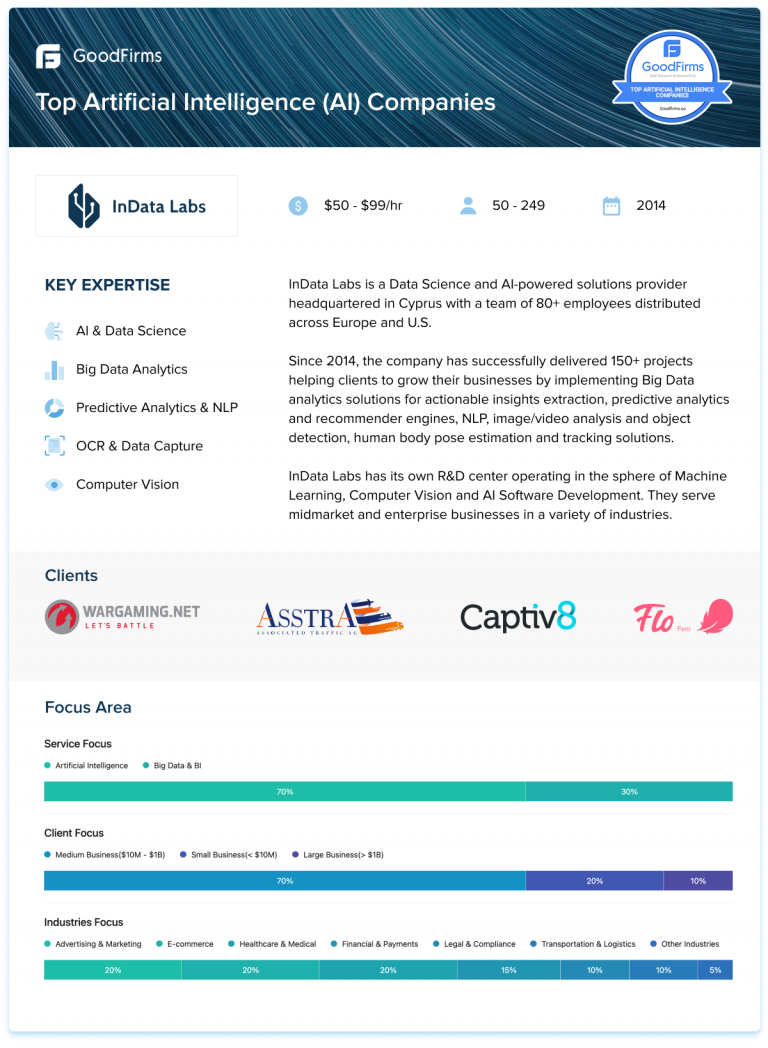 GoodFirms
Top Artificial Intelligence (AI) Companies
GoodFirms
TOP ARTIFICIAL INTELLIGENCE
COMPANIES
Goodfirms.co
InData Labs
$50 - $99/hr
50 - 249
2014
KEY EXPERTISE
AI & Data Science
Big Data Analytics
Predictive Analytics & NLP
OCR & Data Capture
Computer Vision
InData Labs is a Data Science and AI-powered solutions provider
headquartered in Cyprus with a team of 80+ employees distributed
across Europe and U.S.
Since 2014, the company has successfully delivered 150+ projects
helping clients to grow their businesses by implementing Big Data
analytics solutions for actionable insights extraction, predictive analytics
and recommender engines, NLP, image/video analysis and object
detection, human body pose estimation and tracking solutions.
InData Labs has its own R&D center operating in the sphere of Machine
Learning, Computer Vision and AI Software Development. They serve
midmarket and enterprise businesses in a variety of industries.
Clients
WARGAMING.NET
LET'S BATTLE
ASSTRA
ASSOCIATED TRAFFIC AG
Captiv8
Flo
Fem
Focus Area
Service Focus
Artificial Intelligence
Big Data & BI
70%
30%
Client Focus
Medium Business($10M - $1B)
Small Business(< $10M)
Large Business(> $1B)
70%
20%
10%
Industries Focus
Advertising & Marketing
E-commerce
Healthcare & Medical
Financial & Payments
Legal & Compliance
Transportation & Logistics
Other Industries
20%
20%
20%
15%
10%
10%
5%